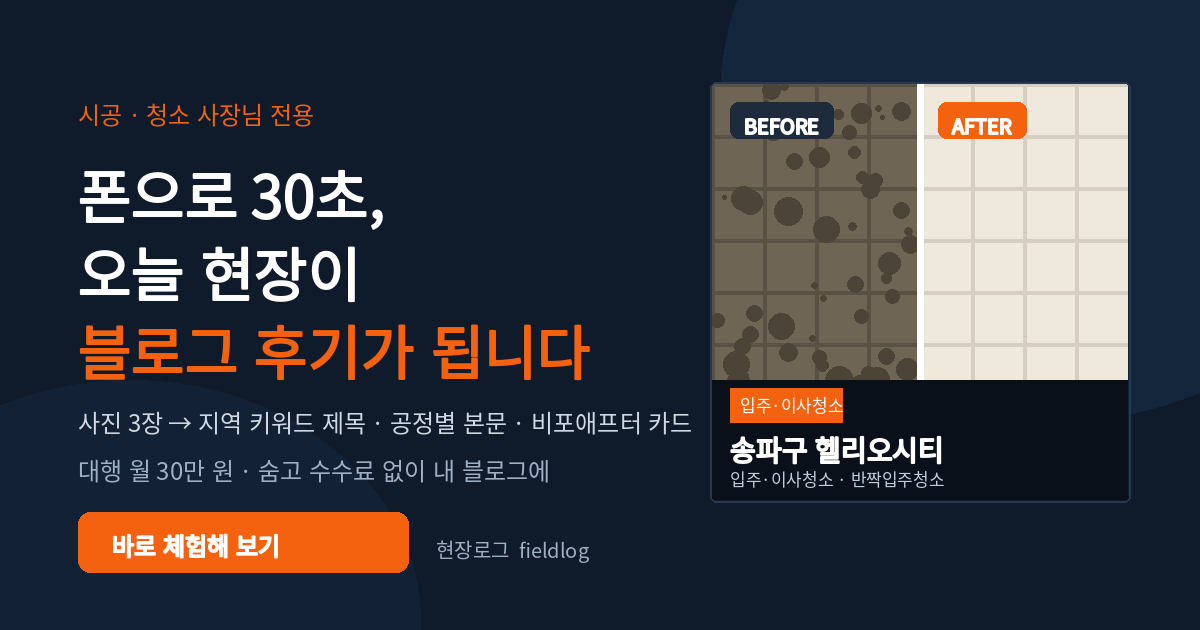 시공 · 청소 사장님 전용
폰으로 30초,
오늘 현장이
블로그 후기가 됩니다
사진 3장 → 지역 키워드 제목 · 공정별 본문 · 비포애프터 카드
대행 월 30만 원 · 숨고 수수료 없이 내 블로그에
바로 체험해 보기
현장로그 fieldlog
BEFORE
AFTER
입주·이사청소
송파구 헬리오시티
입주·이사청소 · 반짝입주청소